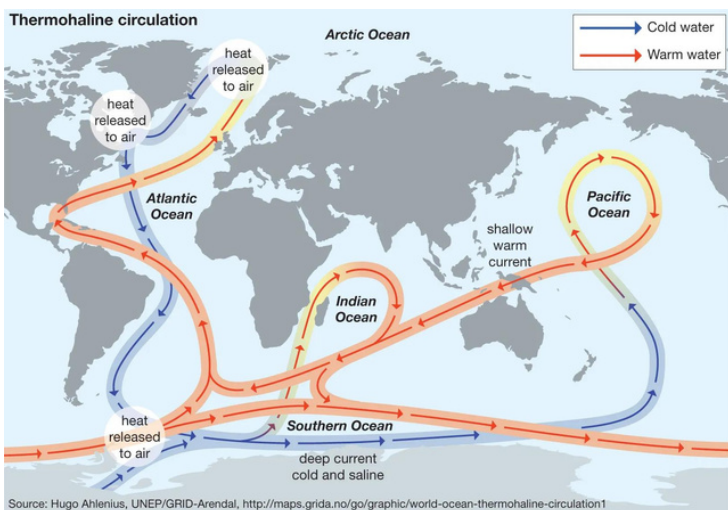 Thermohaline circulation
Arctic Ocean
Cold water
Warm water
heat
released
to air
heat
released
to air
Atlantic
Ocean
Pacific
Ocean
shallow
warm
current
Indian
Ocean
heat
released
to air
Southern Ocean
deep current
cold and saline
Source: Hugo Ahlenius, UNEP/GRID-Arendal, http://maps.grida.no/go/graphic/world-ocean-thermohaline-circulation1